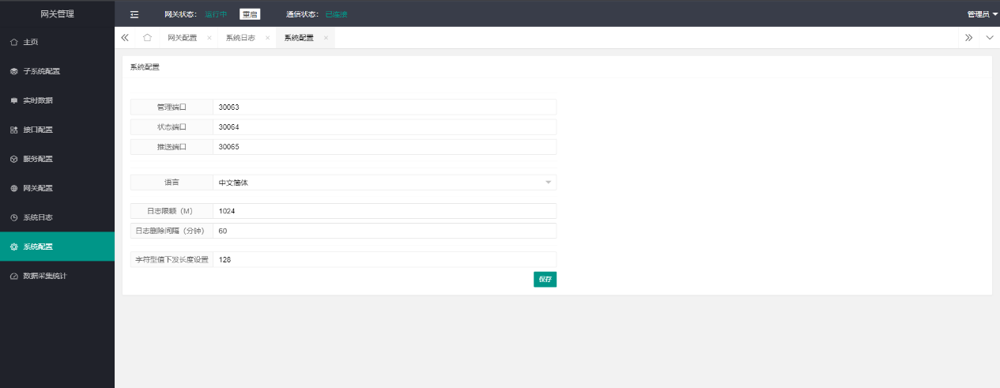 网关管理
网关状态： 运行中 重启 通信状态： 已连接 管理员
网关配置 系统日志 系统配置
主页
子系统配置
实时数据
接口配置
服务配置
网关配置
系统日志
系统配置
数据采集统计
系统配置
管理端口 30063
状态端口 30064
推送端口 30065
语言 中文简体
日志限额（M） 1024
日志删除间隔（分钟） 60
字符型值下发长度设置 128
保存